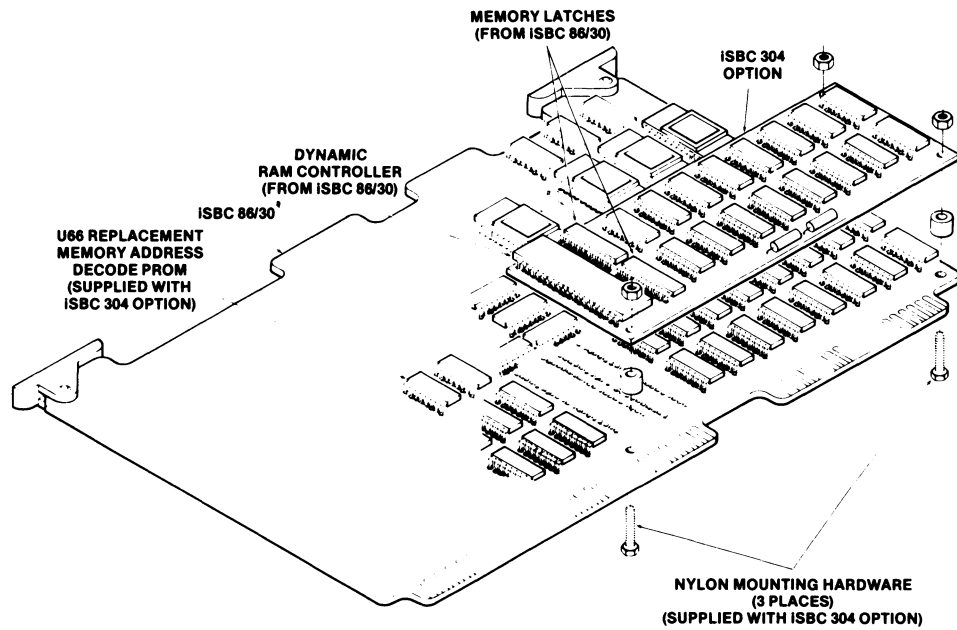 MEMORY LATCHES
(FROM iSBC 86/30)
iSBC 304
OPTION
DYNAMIC
RAM CONTROLLER
(FROM iSBC 86/30)
iSBC 86/30
U66 REPLACEMENT
MEMORY ADDRESS
DECODE PROM
(SUPPLIED WITH
iSBC 304 OPTION)
NYLON MOUNTING HARDWARE
(3 PLACES)
(SUPPLIED WITH iSBC 304 OPTION)